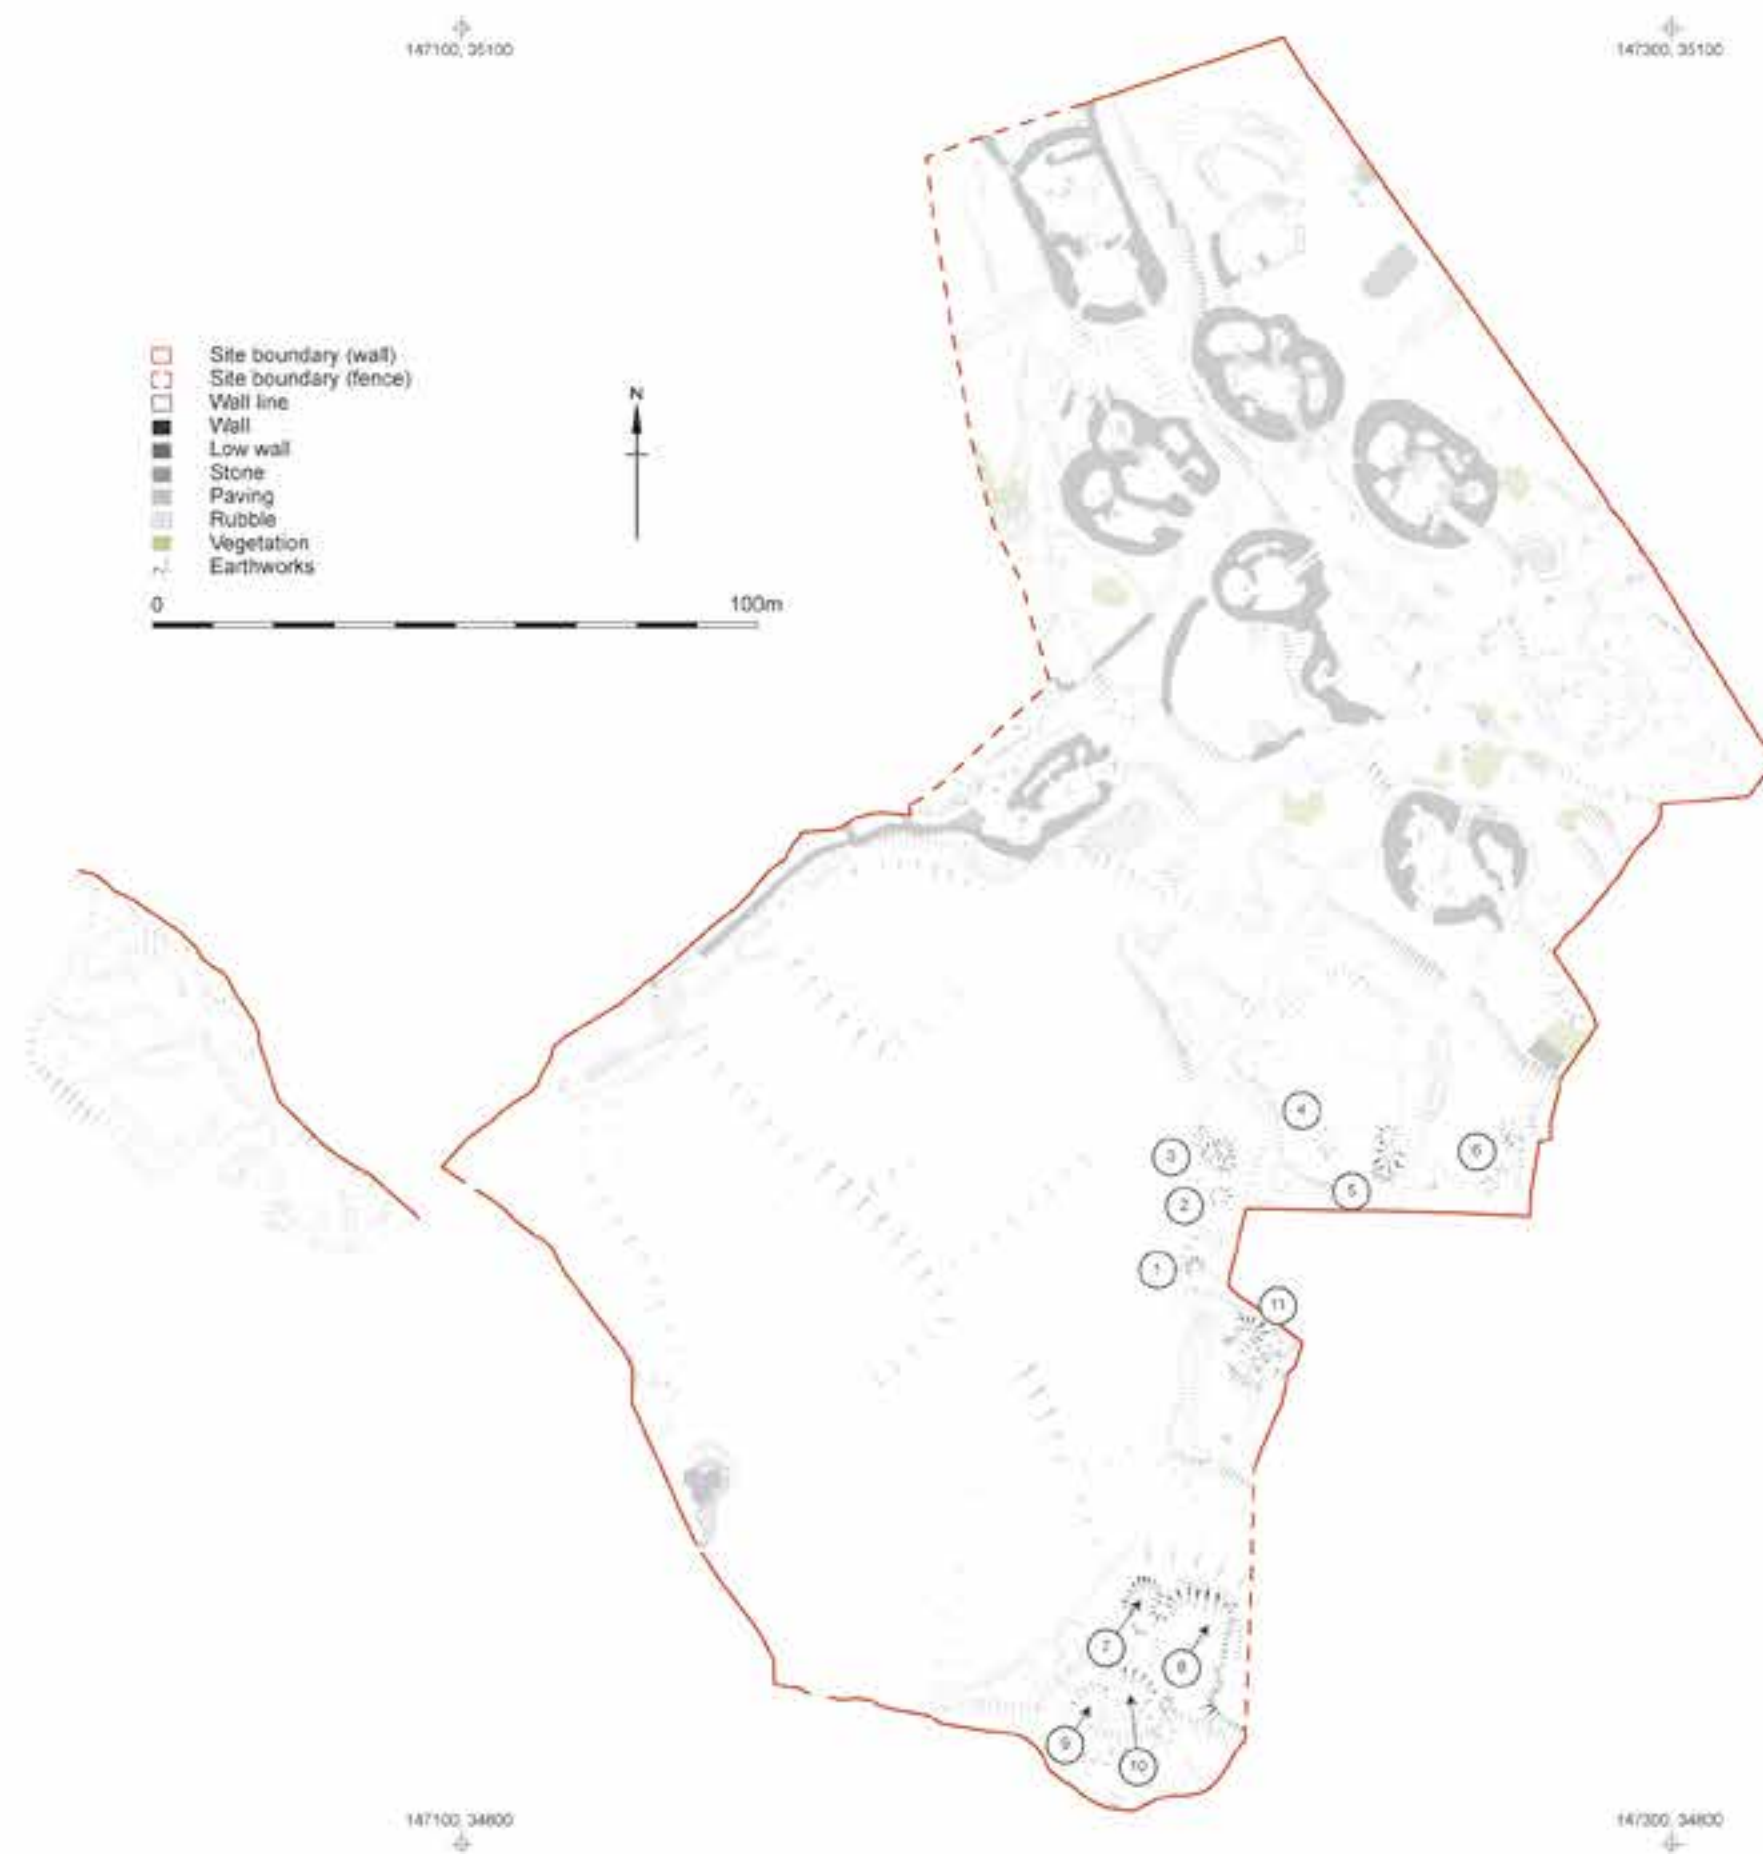 147100, 35100
147300, 35100
Site boundary (wall)
Site boundary (fence)
Wall line
Wall
Low wall
Stone
Paving
Rubble
Vegetation
Earthworks
N
0
100m
4
3
6
5
2
1
11
7
8
9
10
147100, 34800
147300, 34800